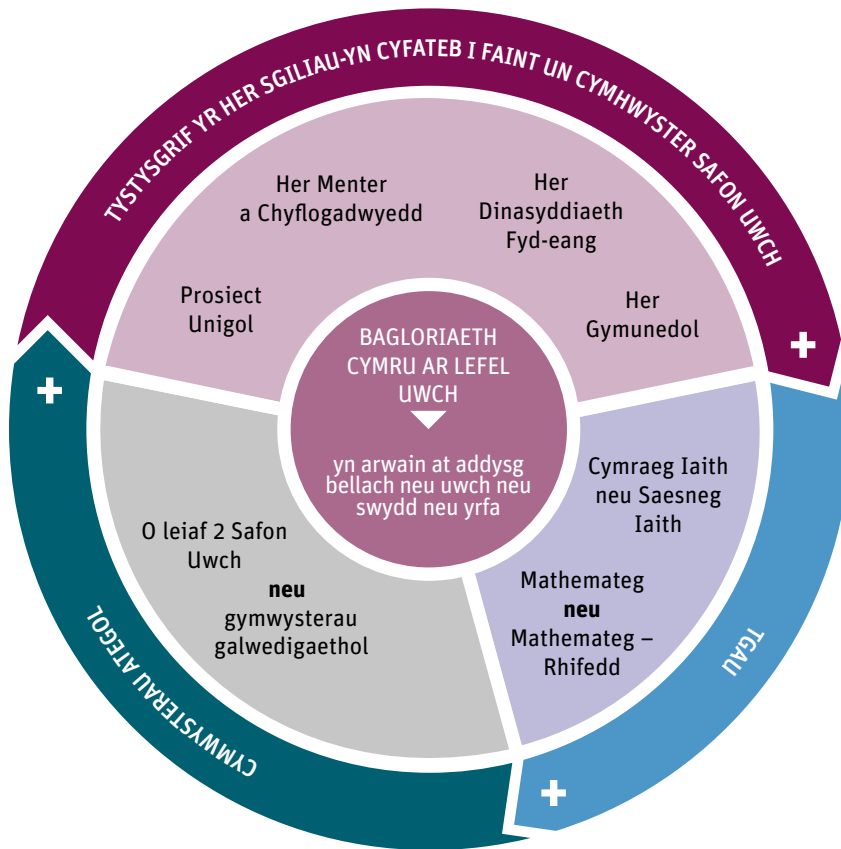 TYSTYSGRIF YR HER SGILIAU-YN CYFATEB I FAINT UN CYMHWYSTER SAFON UWCH
Her Menter
a Chyflogadwyedd
Her
Dinasyddiaeth
Fyd-eang
Prosiect
Unigol
Her
Gymunedol
BAGLORIAETH
CYMRU AR LEFEL
UWCH
yn arwain at addysg
bellach neu uwch neu
swydd neu yrfa
Cymraeg Iaith
neu Saesneg
Iaith
Mathemateg
neu
Mathemateg –
Rhifedd
TGAU
O leiaf 2 Safon
Uwch
neu
gymwysterau
galwedigaethol
CYMWYSTERAU ATEGOL